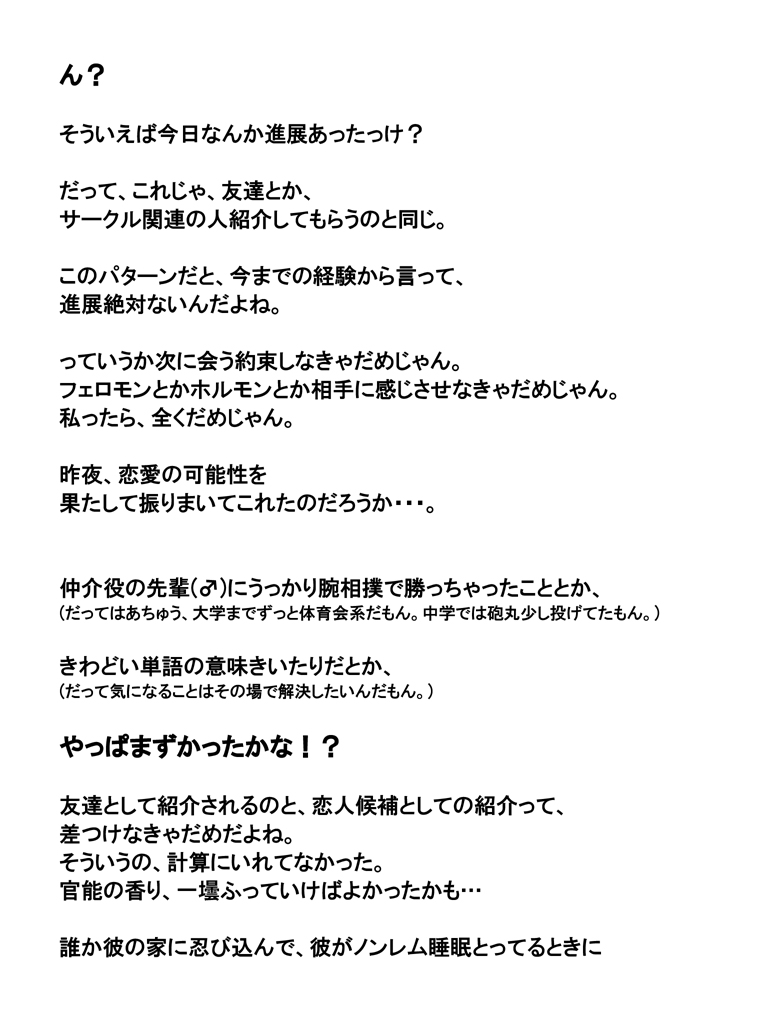 ん？
そういえば今日なんか進展あったっけ？
だって、これじゃ、友達とか、
サークル関連の人紹介してもらうのと同じ。
このパターンだと、今までの経験から言って、
進展絶対ないんだよね。
っていうか次に会う約束しなきゃだめじゃん。
フェロモンとかホルモンとか相手に感じさせなきゃだめじゃん。
私ったら、全くだめじゃん。
昨夜、恋愛の可能性を
果たして振りまいてこれたのだろうか・・・。
仲介役の先輩(♂)にうっかり腕相撲で勝っちゃったこととか、
(だってはあちゅう、大学までずっと体育会系だもん。中学では砲丸少し投げてたもん。)
きわどい単語の意味きいたりだとか、
(だって気になることはその場で解決したいんだもん。)
やっぱまずかったかな！？
友達として紹介されるのと、恋人候補としての紹介って、
差つけなきゃだめだよね。
そういうの、計算にいれてなかった。
官能の香り、一壜ふっていけばよかったかも…
誰か彼の家に忍び込んで、彼がノンレム睡眠とってるときに